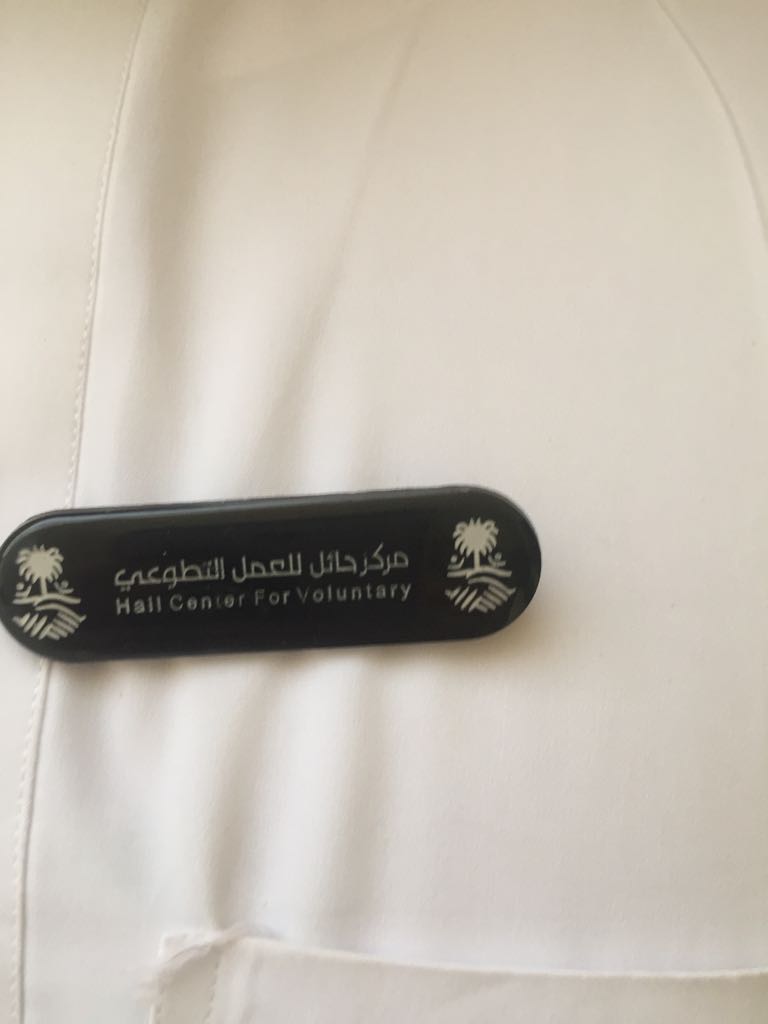 مركز حائل للعمل التطوعي
Hail Center For Voluntary